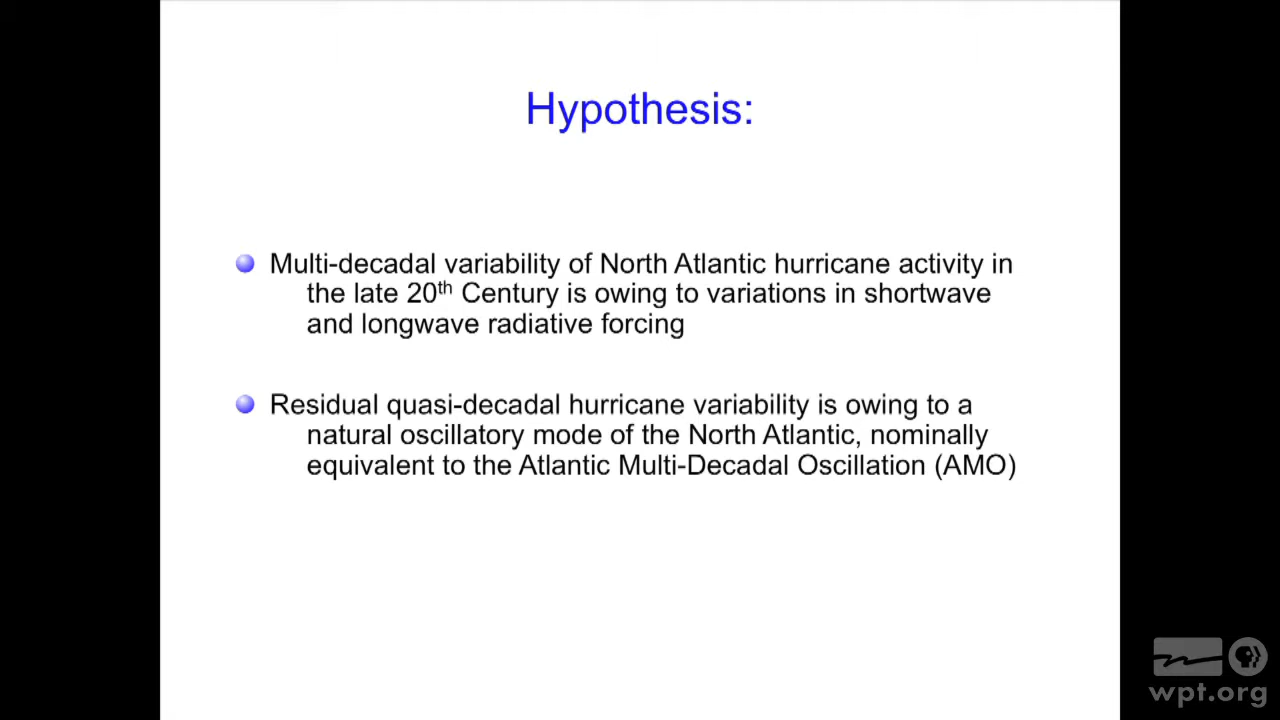 Hypothesis:
Multi-decadal variability of North Atlantic hurricane activity in
the late 20th Century is owing to variations in shortwave
and longwave radiative forcing
Residual quasi-decadal hurricane variability is owing to a
natural oscillatory mode of the North Atlantic, nominally
equivalent to the Atlantic Multi-Decadal Oscillation (AMO)
wpt.org